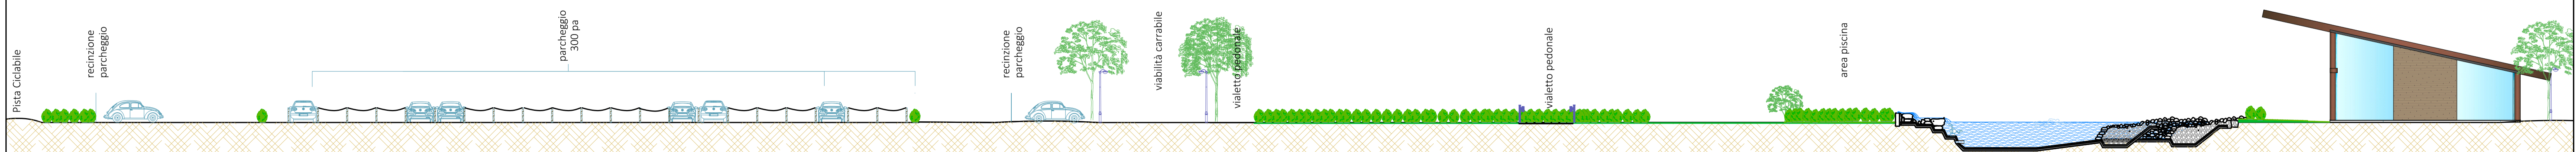 Pista Ciclabile
recinzione
parcheggio
parcheggio
300 pa
recinzione
parcheggio
viabilità carrabile
vialetto pedonale
vialetto pedonale
area piscina